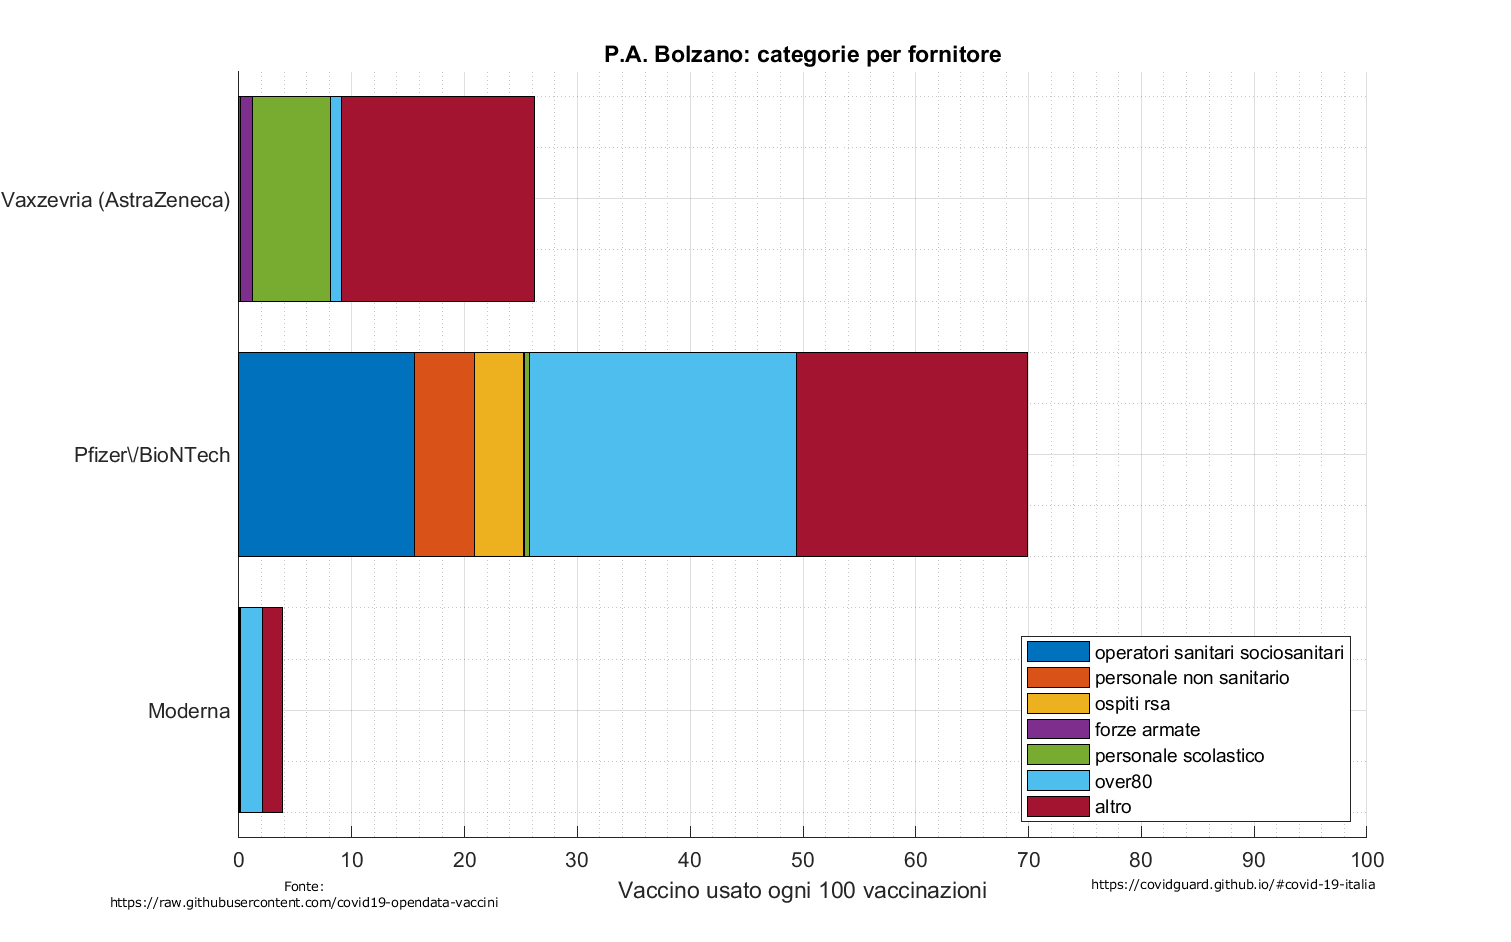 P.A. Bolzano: categorie per fornitore
Vaxzevria (AstraZeneca)
Pfizer\/BioNTech
Moderna
operatori sanitari sociosanitari
personale non sanitario
ospiti rsa
forze armate
personale scolastico
over80
altro
0 10 20 30 40 50 60 70 80 90 100
Vaccino usato ogni 100 vaccinazioni
Fonte:
https://raw.githubusercontent.com/covid19-opendata-vaccini
https://covidguard.github.io/#covid-19-italia